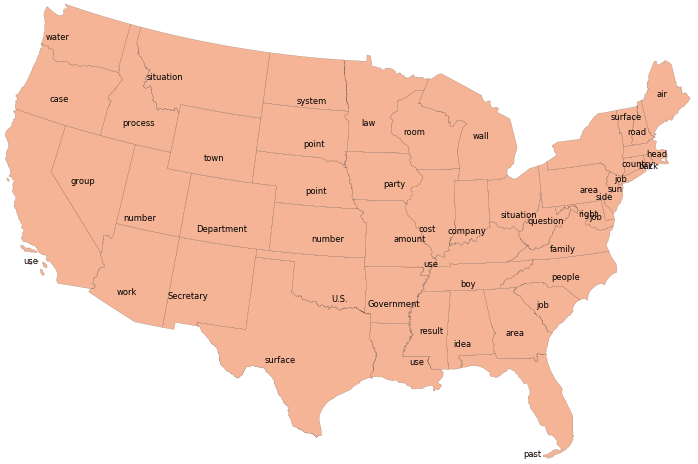 water
air
situation
case
system
surface
process
law
room
road
wall
point
head
town
country
back
group
party
job
point
area
sun
side
number
situation
right
job
question
Department
cost
company
number
amount
family
use
use
people
work
Secretary
boy
U.S.
Government
job
result
area
idea
surface
use
past